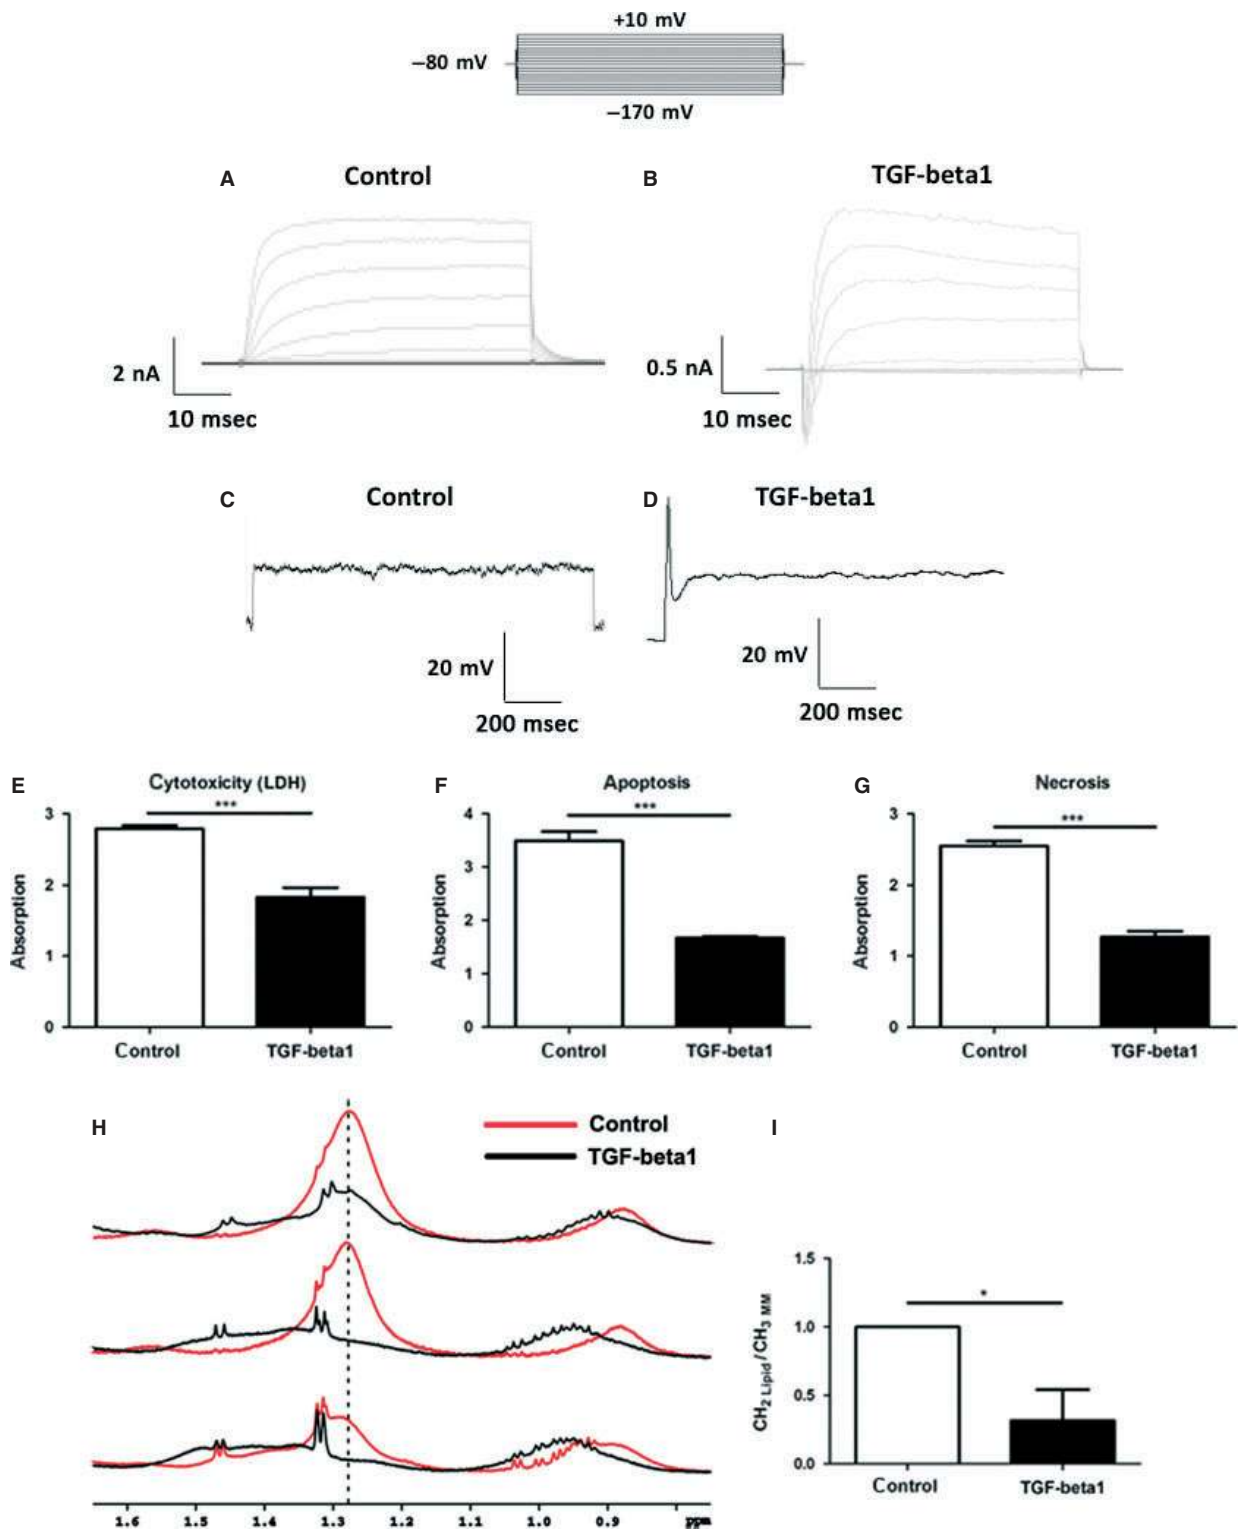 +10 mV
−80 mV
−170 mV
A Control
B TGF-beta1
2 nA
10 msec
0.5 nA
10 msec
C Control
D TGF-beta1
20 mV
200 msec
20 mV
200 msec
E Cytotoxicity (LDH)
***
Absorption
3
2
1
0
Control TGF-beta1
F Apoptosis
***
Absorption
4
3
2
1
0
Control TGF-beta1
G Necrosis
***
Absorption
3
2
1
0
Control TGF-beta1
H
Control
TGF-beta1
1.6 1.5 1.4 1.3 1.2 1.1 1.0 0.9 ppm
I
*
CH2 Lipid/CH3 MM
1.5
1.0
0.5
0.0
Control TGF-beta1